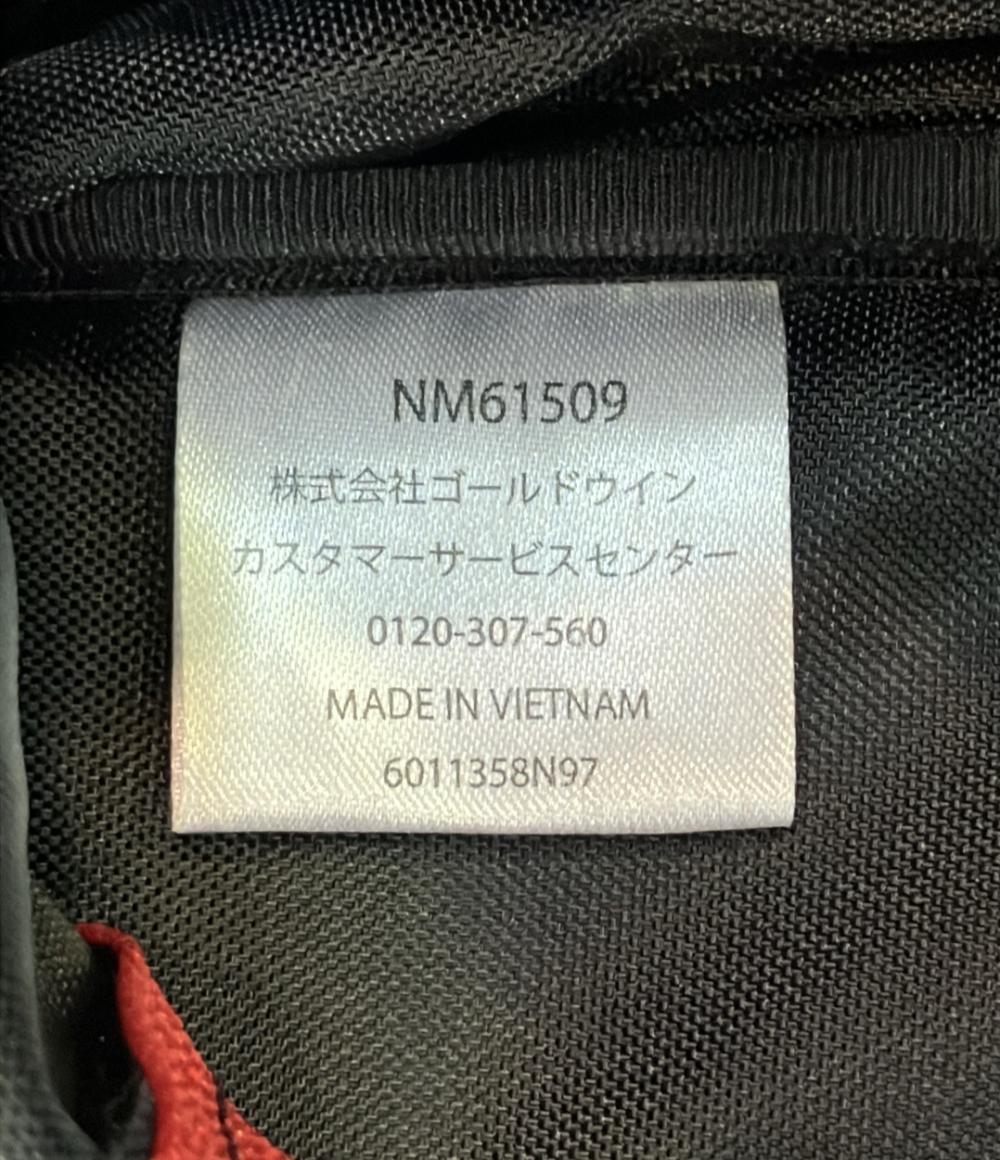 NM61509
株式会社ゴールドウイン
カスタマーサービスセンター
0120-307-560
MADE IN VIETNAM
6011358N97